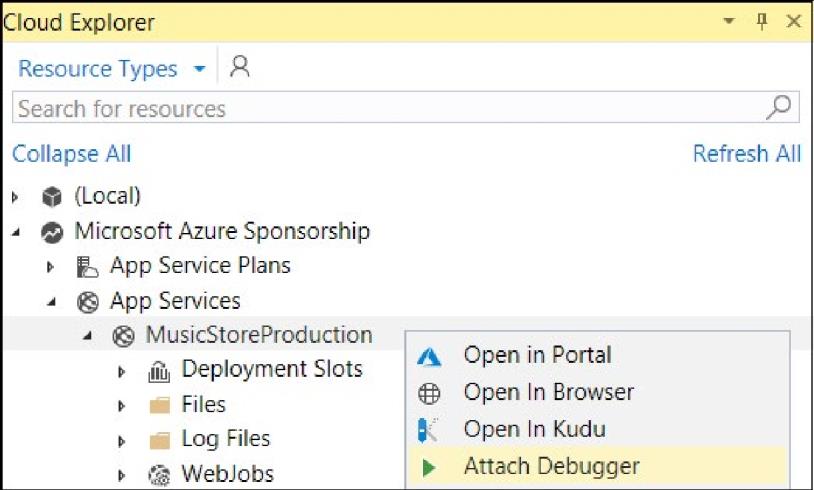 Cloud Explorer
Resource Types
Search for resources
Collapse All Refresh All
(Local)
Microsoft Azure Sponsorship
App Service Plans
App Services
MusicStoreProduction
Open in Portal
Deployment Slots
Open In Browser
Files
Open In Kudu
Log Files
Attach Debugger
WebJobs